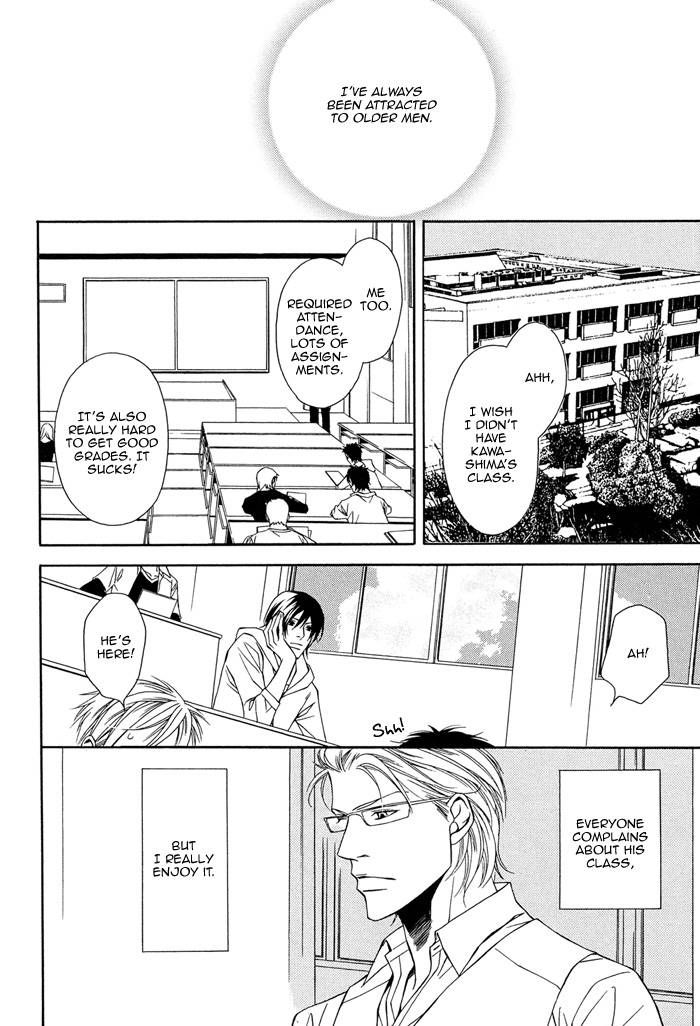 I'VE ALWAYS
BEEN ATTRACTED
TO OLDER MEN.
AHH,
I WISH
I DIDN'T
HAVE
KAWA-
SHIMA'S
CLASS.
ME
TOO.
REQUIRED
ATTEN-
DANCE,
LOTS OF
ASSIGN-
MENTS.
IT'S ALSO
REALLY HARD
TO GET GOOD
GRADES. IT
SUCKS!
AH!
HE'S
HERE!
Shh!
EVERYONE
COMPLAINS
ABOUT HIS
CLASS,
BUT
I REALLY
ENJOY IT.